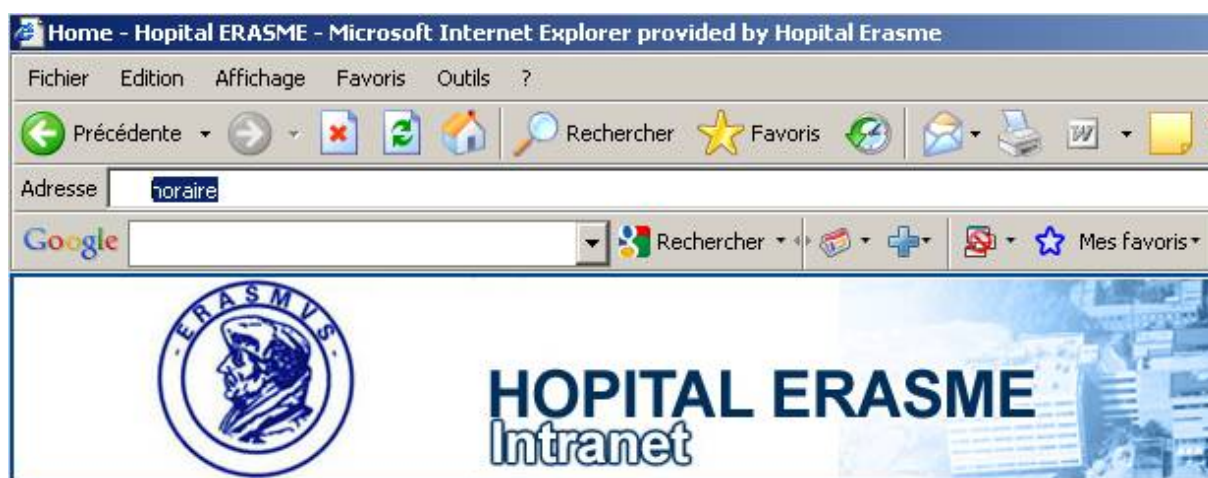 Home - Hopital ERASME - Microsoft Internet Explorer provided by Hopital Erasme
Fichier Edition Affichage Favoris Outils ?
Précédente Rechercher Favoris W
Adresse horaire
Google Rechercher Mes favoris
·ERASMVS·
HOPITAL ERASME
Intranet